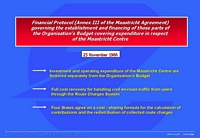 Financial Protocol (Annex III of the Maastricht Agreement)
governing the establishment and financing of those parts of
the Organisation's Budget covering expenditure in respect
of the Maastricht Centre
25 November 1986
Investment and operating expenditure of the Maastricht Centre are
financed separately from the Organisation's Budget
Full cost recovery for handling civil en-route traffic from users
through the Route Charges System
Four States agree on a cost - sharing formula for the calculation of
contributions and the redistribution of collected route charges